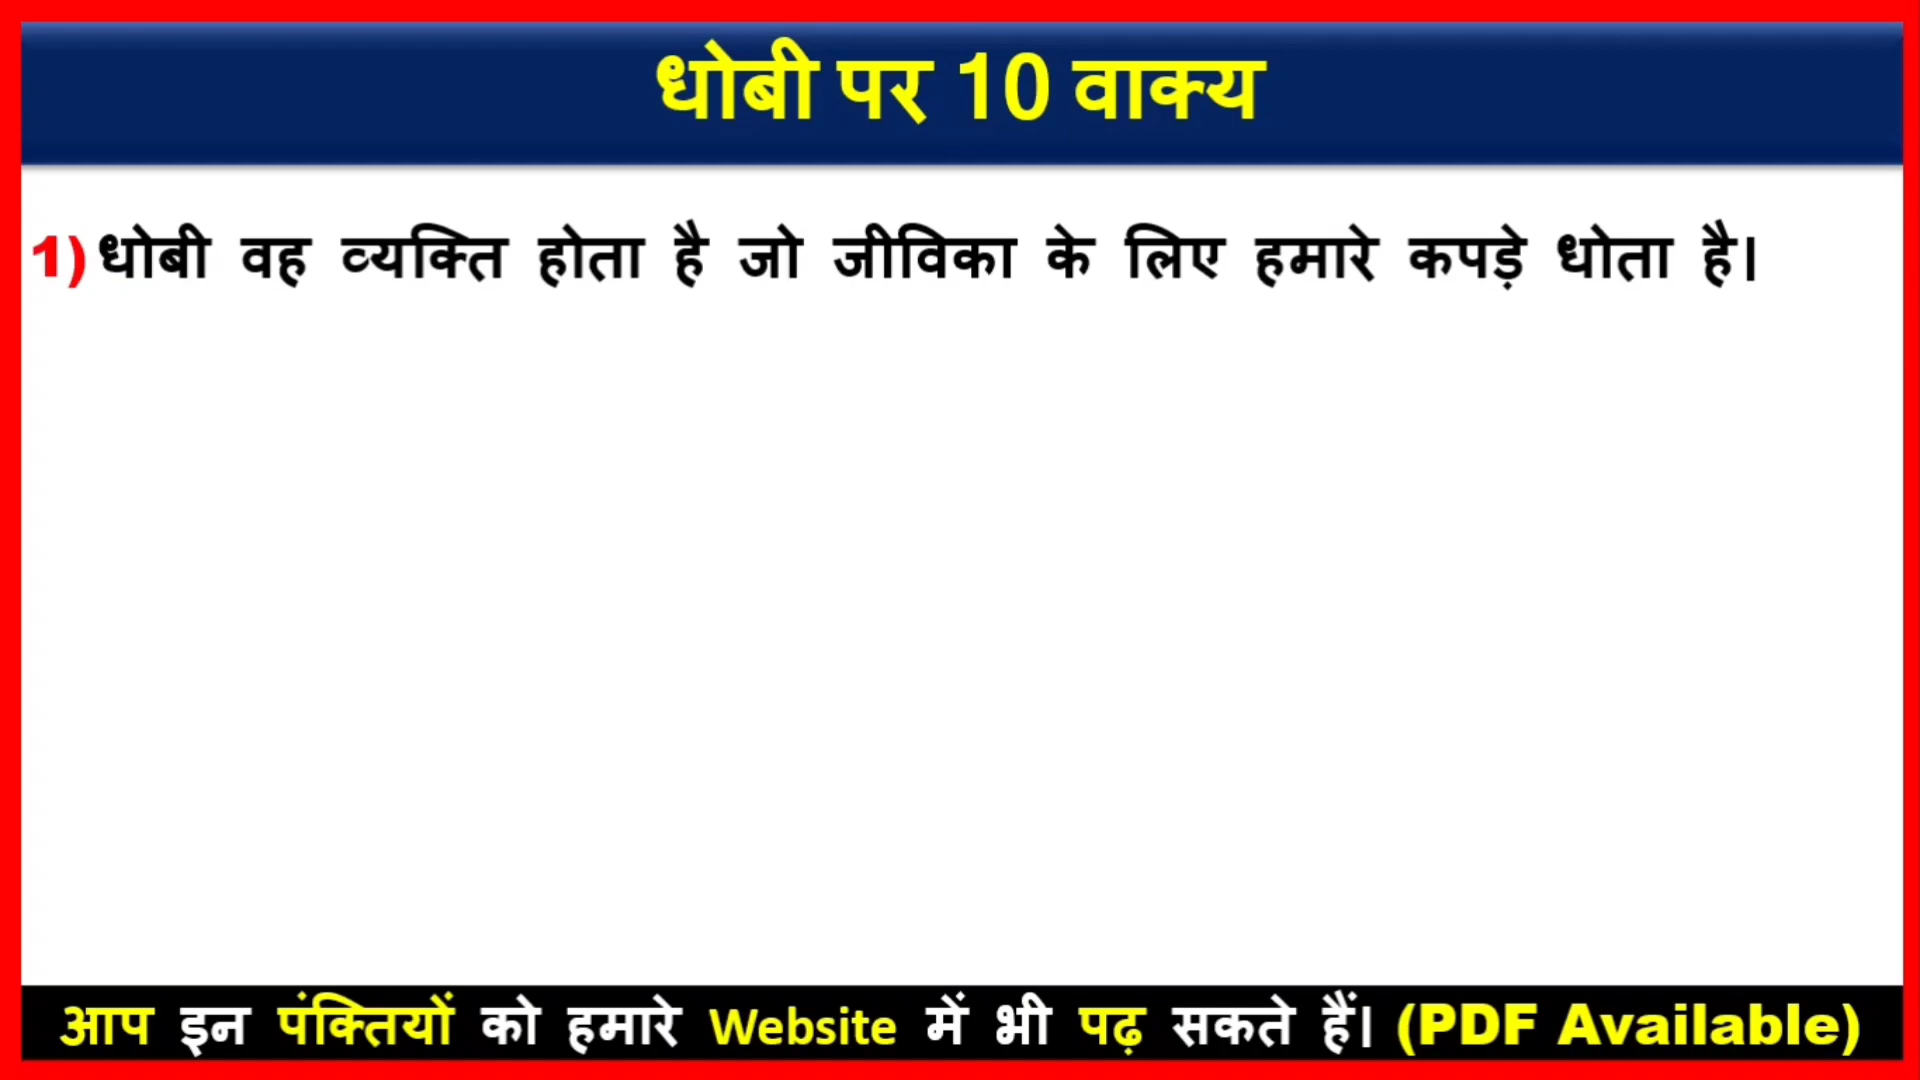 धोबी पर 10 वाक्य
1) धोबी वह व्यक्ति होता है जो जीविका के लिए हमारे कपड़े धोता है।
आप इन पंक्तियों को हमारे Website में भी पढ़ सकते हैं। (PDF Available)